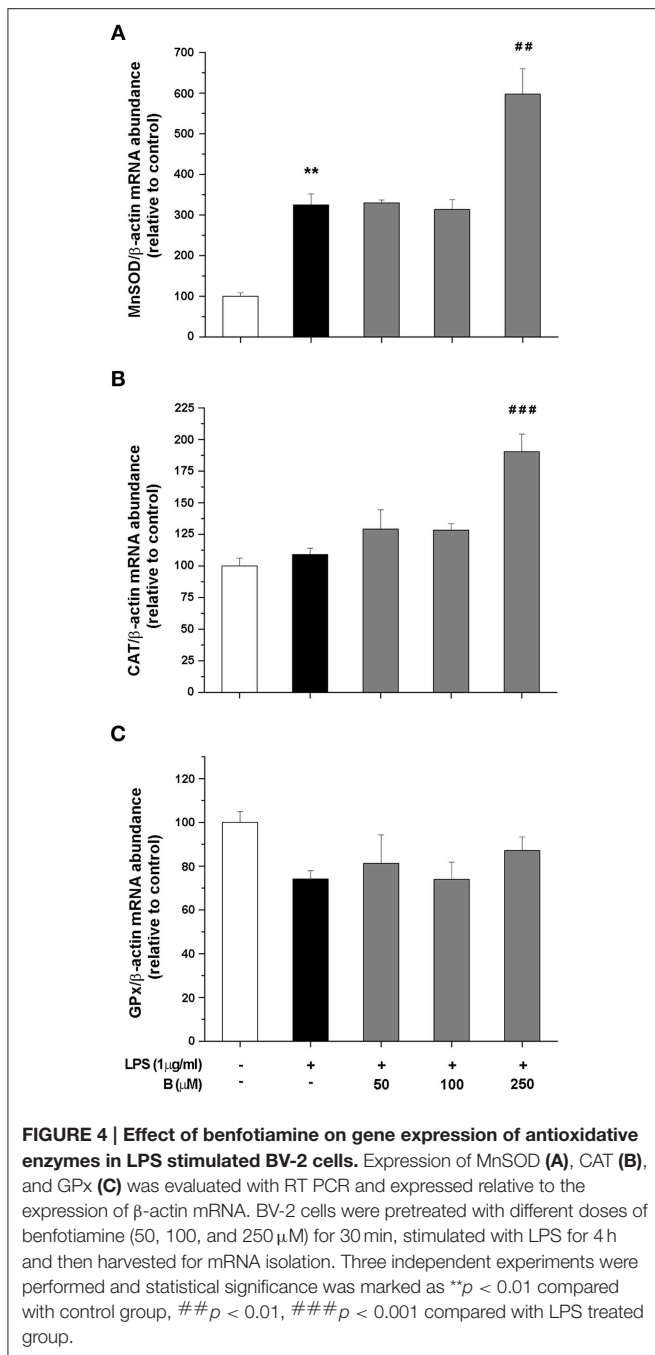 A
MnSOD/β-actin mRNA abundance
(relative to control)
700
600
500
400
300
200
100
0
**
##
B
CAT/β-actin mRNA abundance
(relative to control)
225
200
175
150
125
100
75
50
25
0
###
C
GPx/β-actin mRNA abundance
(relative to control)
120
100
80
60
40
20
0
LPS (1μg/ml) - + + + +
B (μM) - - 50 100 250
FIGURE 4 | Effect of benfotiamine on gene expression of antioxidative
enzymes in LPS stimulated BV-2 cells. Expression of MnSOD (A), CAT (B),
and GPx (C) was evaluated with RT PCR and expressed relative to the
expression of β-actin mRNA. BV-2 cells were pretreated with different doses of
benfotiamine (50, 100, and 250 μM) for 30 min, stimulated with LPS for 4 h
and then harvested for mRNA isolation. Three independent experiments were
performed and statistical significance was marked as **p < 0.01 compared
with control group, ##p < 0.01, ###p < 0.001 compared with LPS treated
group.